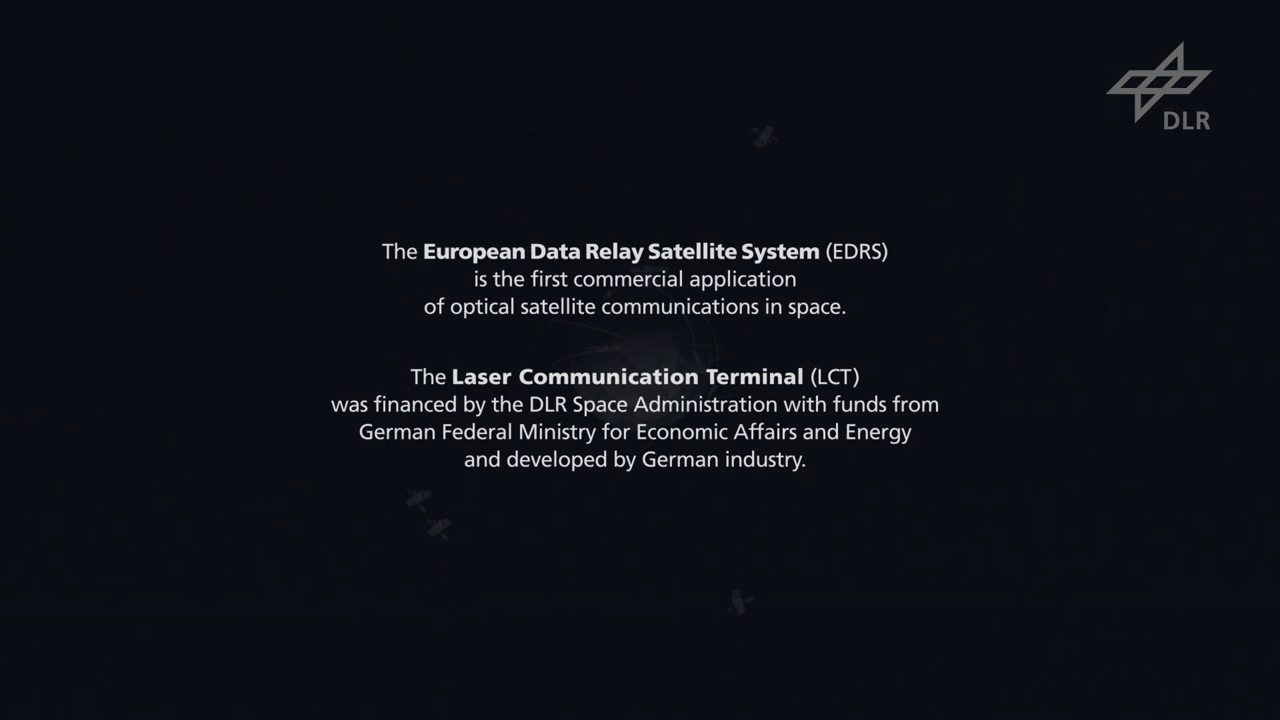 DLR
The European Data Relay Satellite System (EDRS)
is the first commercial application
of optical satellite communications in space.
The Laser Communication Terminal (LCT)
was financed by the DLR Space Administration with funds from
German Federal Ministry for Economic Affairs and Energy
and developed by German industry.